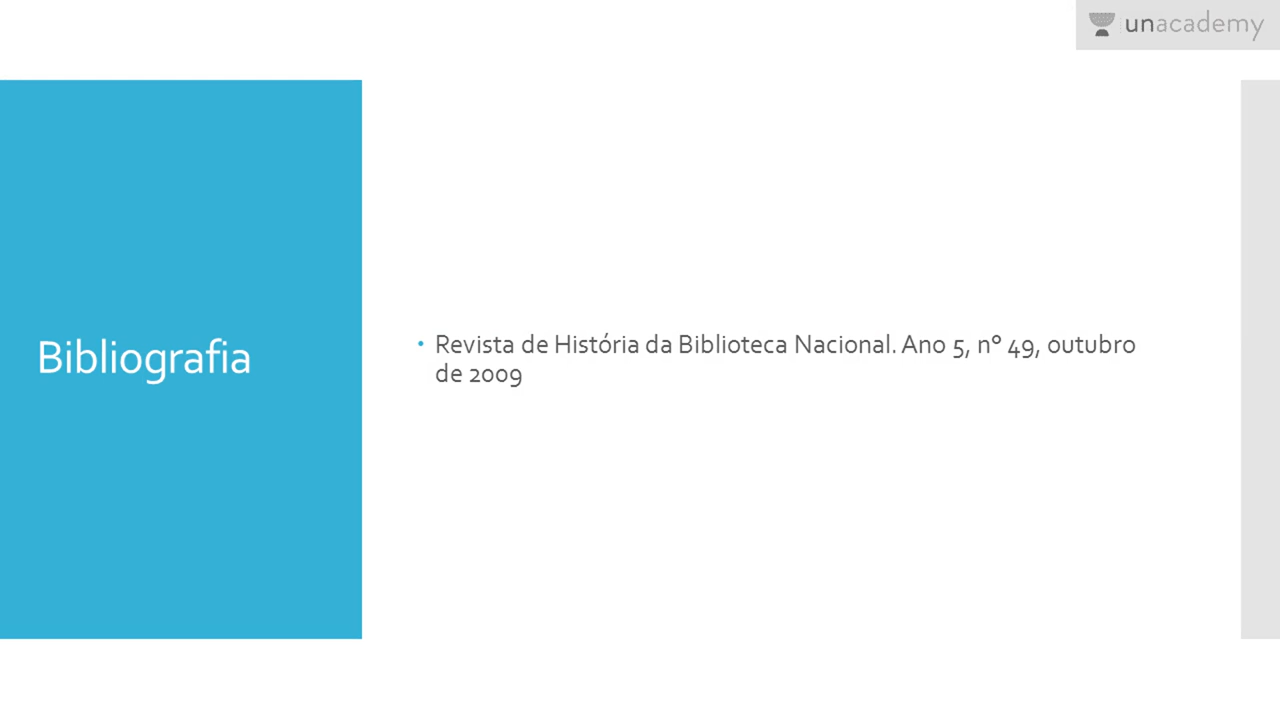 unacademy
Bibliografia
• Revista de História da Biblioteca Nacional. Ano 5, nº 49, outubro
de 2009